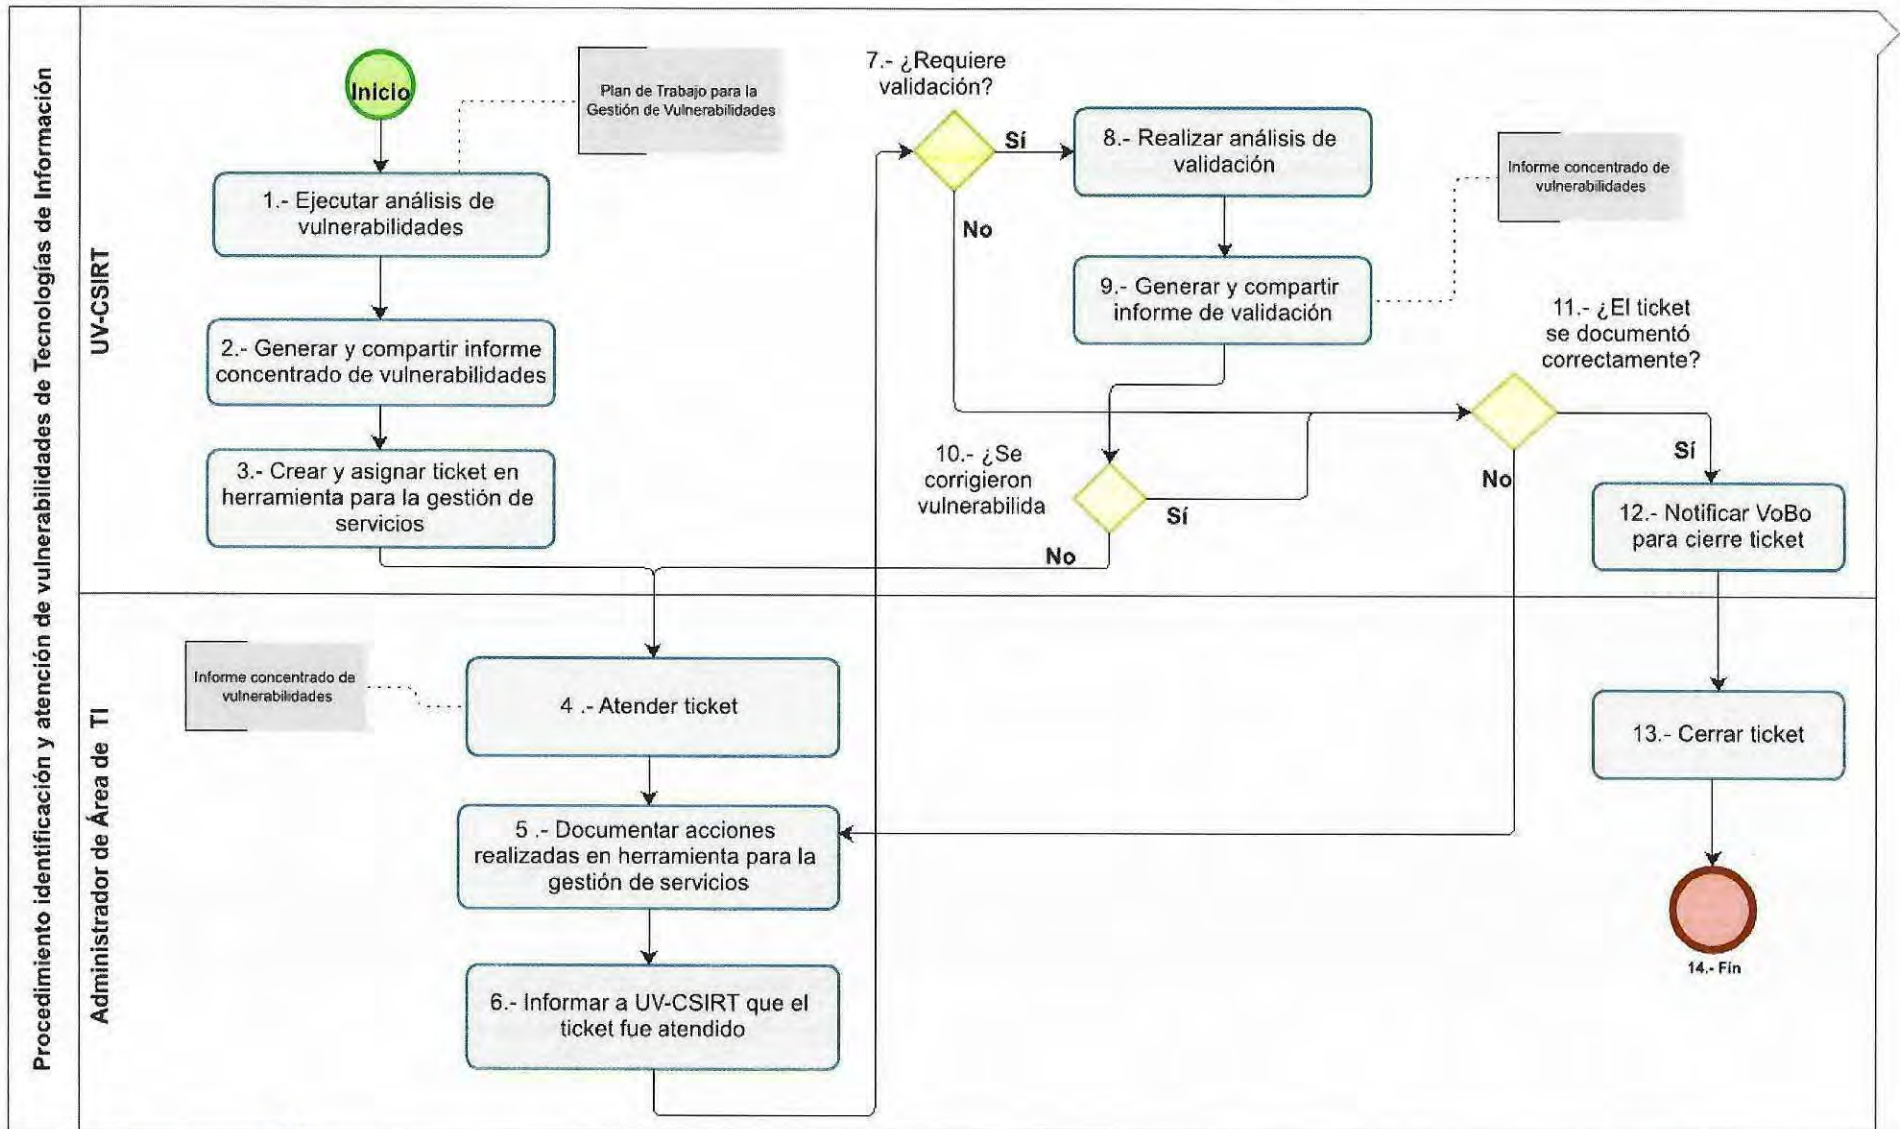 Procedimiento identificación y atención de vulnerabilidades de Tecnologías de Información
UV-CSIRT
Inicio
Plan de Trabajo para la
Gestión de Vulnerabilidades
1.- Ejecutar análisis de
vulnerabilidades
2.- Generar y compartir informe
concentrado de vulnerabilidades
3.- Crear y asignar ticket en
herramienta para la gestión de
servicios
7.- ¿Requiere
validación?
Sí
No
8.- Realizar análisis de
validación
9.- Generar y compartir
informe de validación
Informe concentrado de
vulnerabilidades
10.- ¿Se
corrigieron
vulnerabilida
Sí
No
11.- ¿El ticket
se documentó
correctamente?
Sí
No
12.- Notificar VoBo
para cierre ticket
Administrador de Área de TI
Informe concentrado de
vulnerabilidades
4 .- Atender ticket
5 .- Documentar acciones
realizadas en herramienta para la
gestión de servicios
6.- Informar a UV-CSIRT que el
ticket fue atendido
13.- Cerrar ticket
14.- Fin